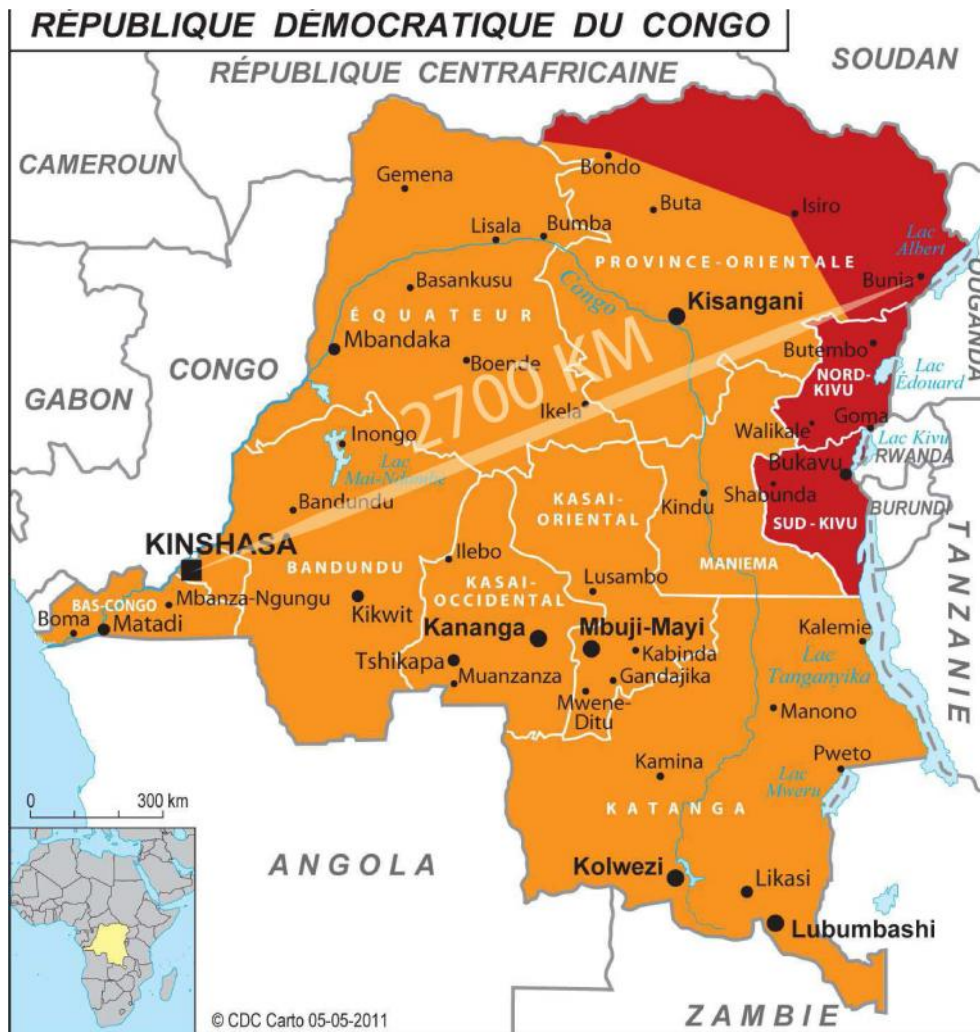 RÉPUBLIQUE DÉMOCRATIQUE DU CONGO
SOUDAN
RÉPUBLIQUE CENTRAFRICAINE
CAMEROUN
Bondo
Gemena
Buta
Isiro
Lisala
Bumba
Lac
Albert
PROVINCE-ORIENTALE
Bunia
OUGANDA
Basankusu
Congo
Kisangani
ÉQUATEUR
Mbandaka
Butembo
CONGO
Boende
2700 KM
NORD-
KIVU
Lac
Édouard
GABON
Ikela
Goma
Walikale
Inongo
Lac Kivu
RWANDA
Bukavu
Lac
Mai-Ndombe
Shabunda
Bandundu
KASAI-
ORIENTAL
Kindu
BURUNDI
SUD - KIVU
TANZANIE
KINSHASA
Ilebo
BANDUNDU
MANIEMA
Lusambo
KASAI-
OCCIDENTAL
Mbanza-Ngungu
BAS-CONGO
Kikwit
Boma
Matadi
Kananga
Mbuji-Mayi
Kalemie
Kabinda
Lac
Tanganyika
Tshikapa
Muanzanza
Gandajika
Mwene-
Ditu
Manono
Pweto
Kamina
Lac
Mweru
0 300 km
KATANGA
ANGOLA
Kolwezi
Likasi
Lubumbashi
© CDC Carto 05-05-2011
ZAMBIE